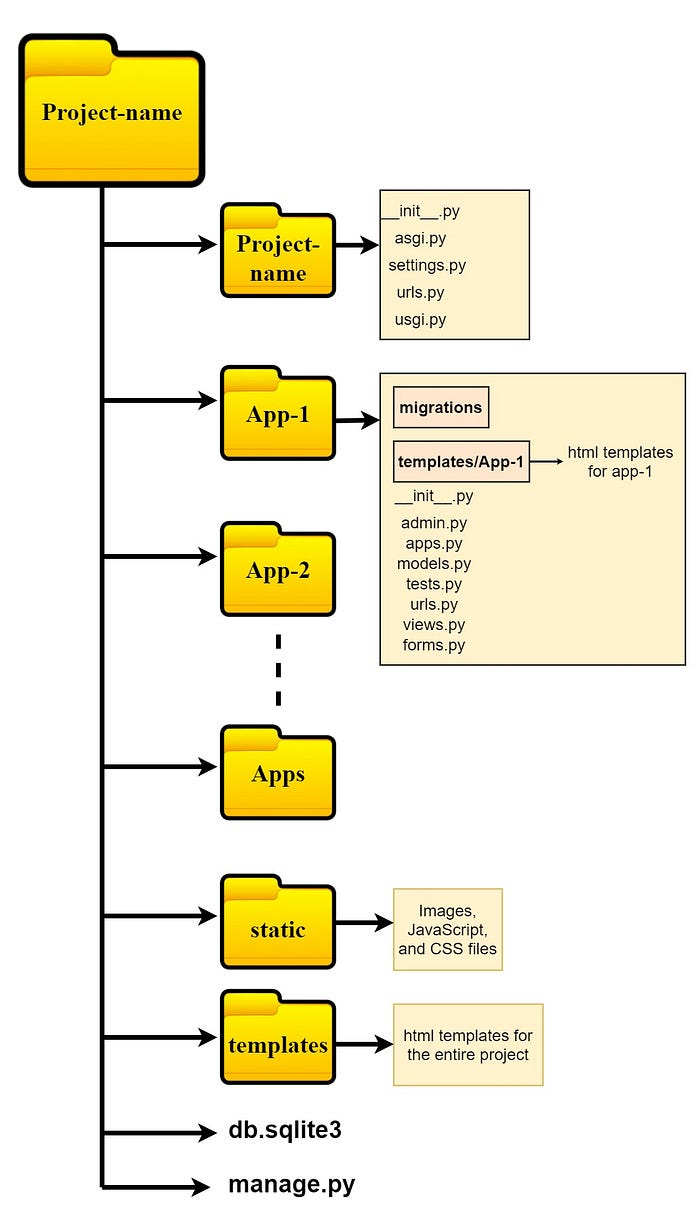 Project-name
Project-
name
__init__.py
asgi.py
settings.py
urls.py
usgi.py
App-1
migrations
templates/App-1
html templates
for app-1
__init__.py
admin.py
apps.py
models.py
tests.py
urls.py
views.py
forms.py
App-2
Apps
static
Images,
JavaScript,
and CSS files
templates
html templates for
the entire project
db.sqlite3
manage.py